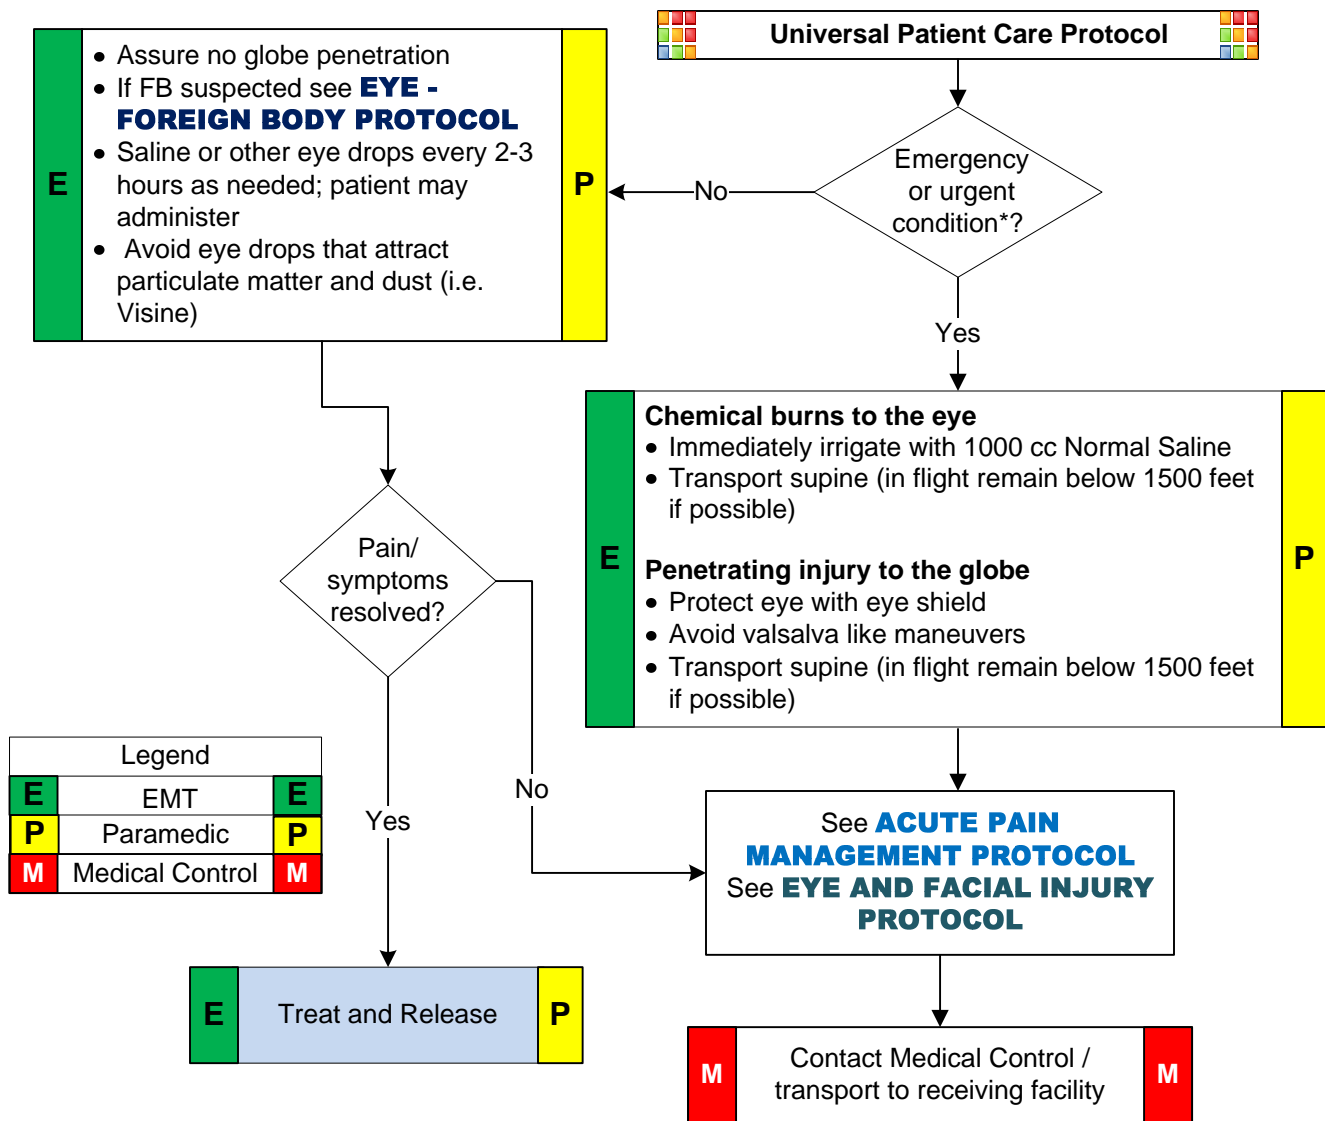 Universal Patient Care Protocol
Emergency
or urgent
condition*?
No
Yes
E
• Assure no globe penetration
• If FB suspected see EYE -
FOREIGN BODY PROTOCOL
• Saline or other eye drops every 2-3
hours as needed; patient may
administer
• Avoid eye drops that attract
particulate matter and dust (i.e.
Visine)
P
E
Chemical burns to the eye
• Immediately irrigate with 1000 cc Normal Saline
• Transport supine (in flight remain below 1500 feet
if possible)
Penetrating injury to the globe
• Protect eye with eye shield
• Avoid valsalva like maneuvers
• Transport supine (in flight remain below 1500 feet
if possible)
P
Pain/
symptoms
resolved?
Yes
No
Legend
E EMT E
P Paramedic P
M Medical Control M
See ACUTE PAIN
MANAGEMENT PROTOCOL
See EYE AND FACIAL INJURY
PROTOCOL
E Treat and Release P
M
Contact Medical Control /
transport to receiving facility
M